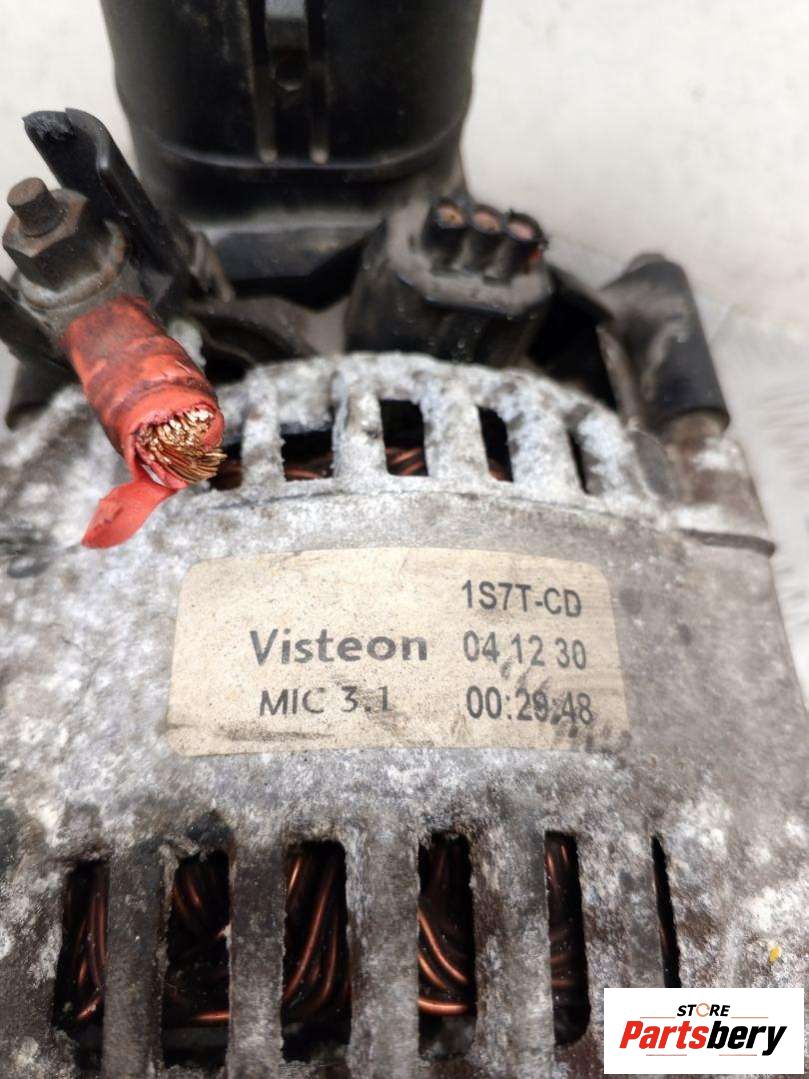 1S7T-CD
Visteon 04 12 30
MIC 3.1 00:29:48
STORE
Partsbery